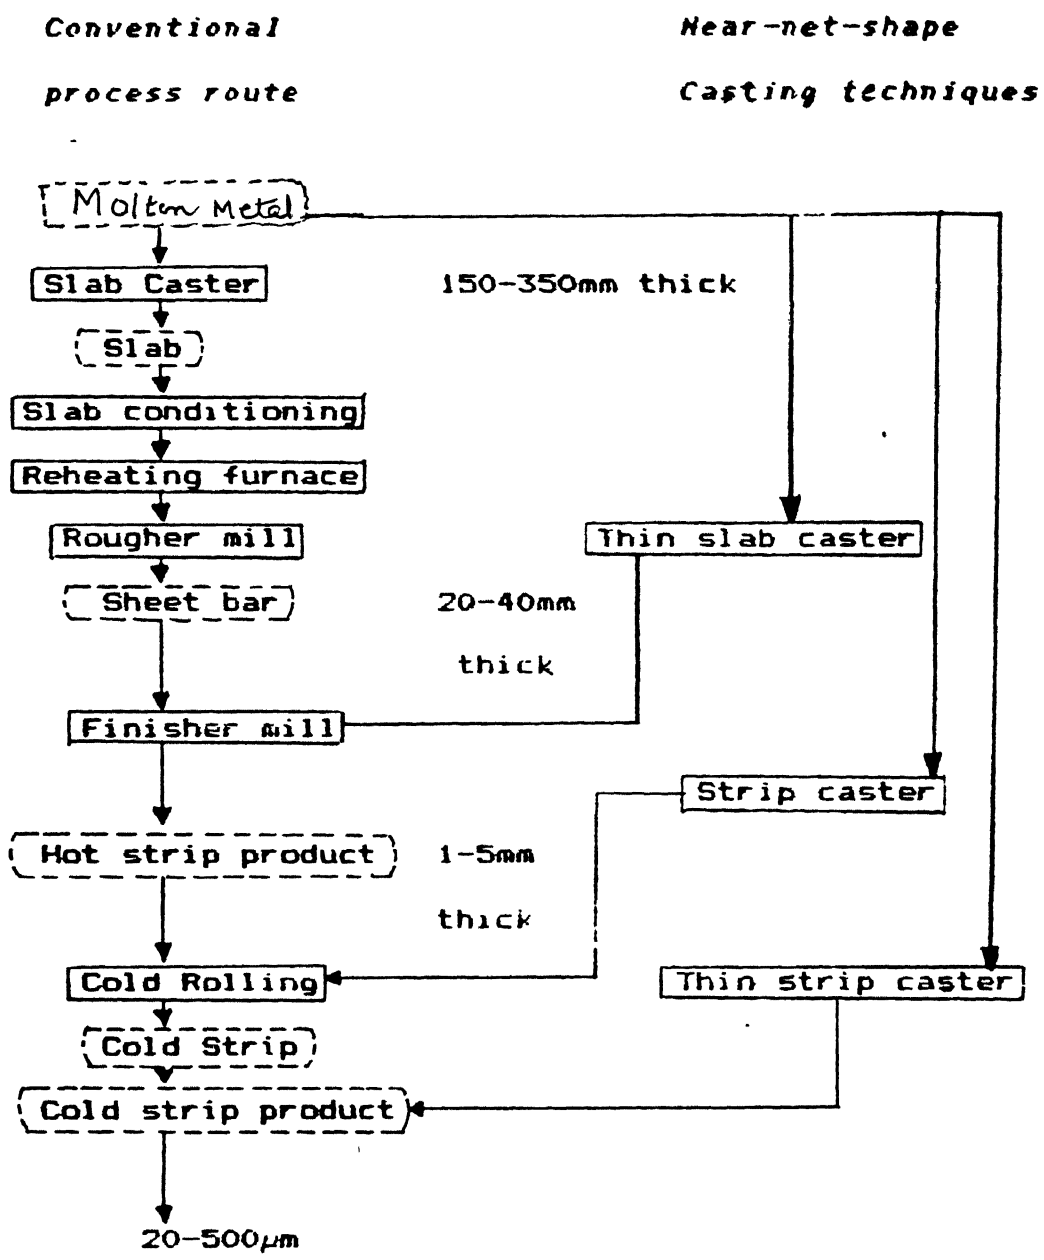 Conventional
process route
Near-net-shape
Casting techniques
Molten Metal
Slab Caster
150-350mm thick
Slab
Slab conditioning
Reheating furnace
Rougher mill
Thin slab caster
Sheet bar
20-40mm
thick
Finisher mill
Strip caster
Hot strip product
1-5mm
thick
Cold Rolling
Thin strip caster
Cold Strip
Cold strip product
20-500μm